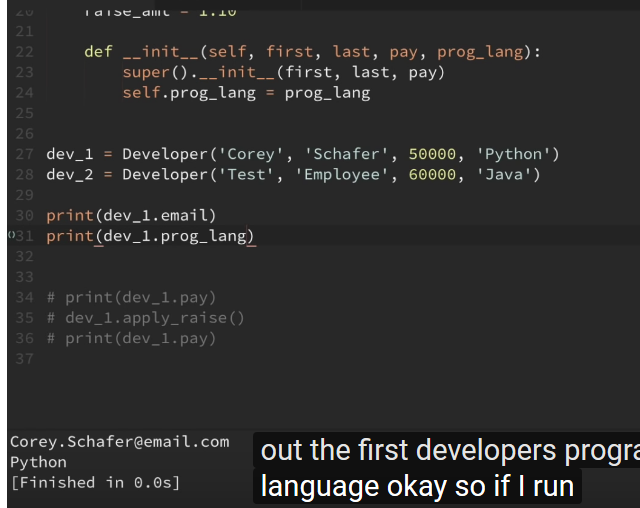 20 raise_amt = 1.10
21
22 def __init__(self, first, last, pay, prog_lang):
23 super().__init__(first, last, pay)
24 self.prog_lang = prog_lang
25
26
27 dev_1 = Developer('Corey', 'Schafer', 50000, 'Python')
28 dev_2 = Developer('Test', 'Employee', 60000, 'Java')
29
30 print(dev_1.email)
31 print(dev_1.prog_lang)
32
33
34 # print(dev_1.pay)
35 # dev_1.apply_raise()
36 # print(dev_1.pay)
37
Corey.Schafer@email.com
Python
[Finished in 0.0s]
out the first developers progra
language okay so if I run